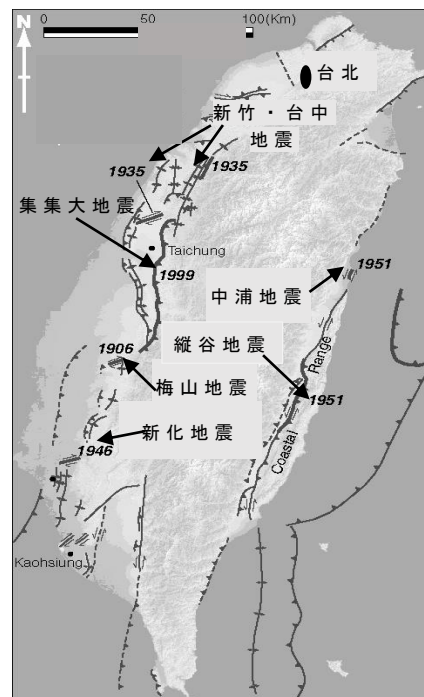 0 50 100(Km)
N
台北
新竹・台中
地震
1935
1935
集集大地震
Taichung
1999
1951
中浦地震
縦谷地震
1906
Range
1951
梅山地震
新化地震
1946
Coastal
Kaohsiung